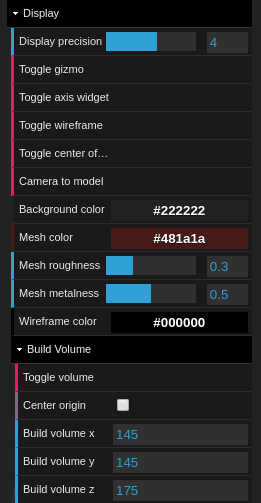 Display
Display precision 4
Toggle gizmo
Toggle axis widget
Toggle wireframe
Toggle center of…
Camera to model
Background color #222222
Mesh color #481a1a
Mesh roughness 0.3
Mesh metalness 0.5
Wireframe color #000000
Build Volume
Toggle volume
Center origin
Build volume x 145
Build volume y 145
Build volume z 175